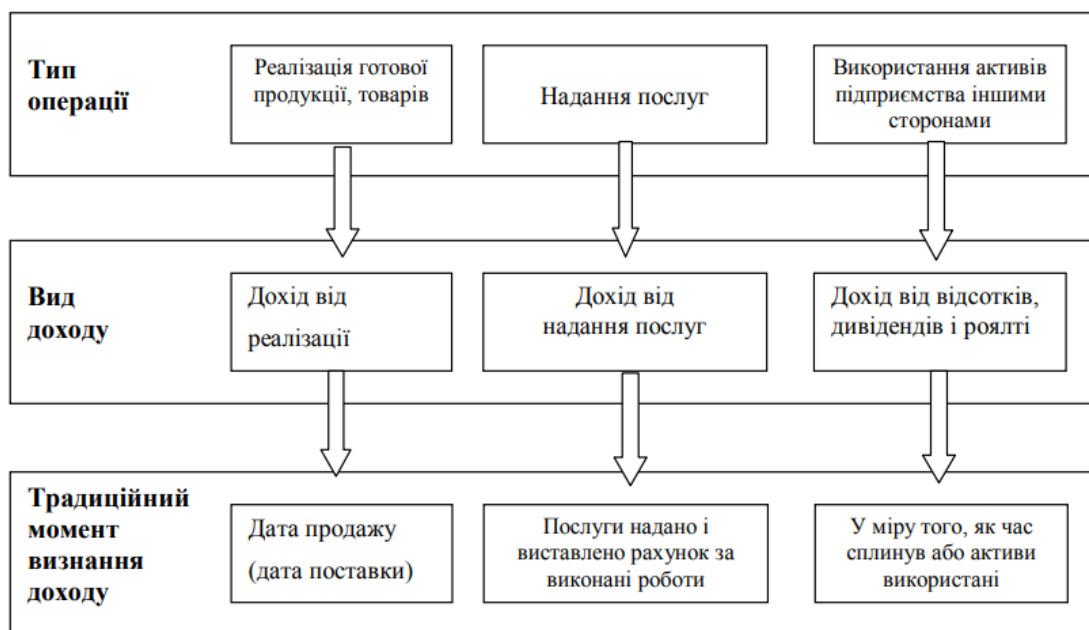 Тип
операції
Реалізація готової
продукції, товарів
Надання послуг
Використання активів
підприємства іншими
сторонами
Вид
доходу
Дохід від
реалізації
Дохід від
надання послуг
Дохід від відсотків,
дивідендів і роялті
Традиційний
момент
визнання
доходу
Дата продажу
(дата поставки)
Послуги надано і
виставлено рахунок за
виконані роботи
У міру того, як час
сплинув або активи
використані